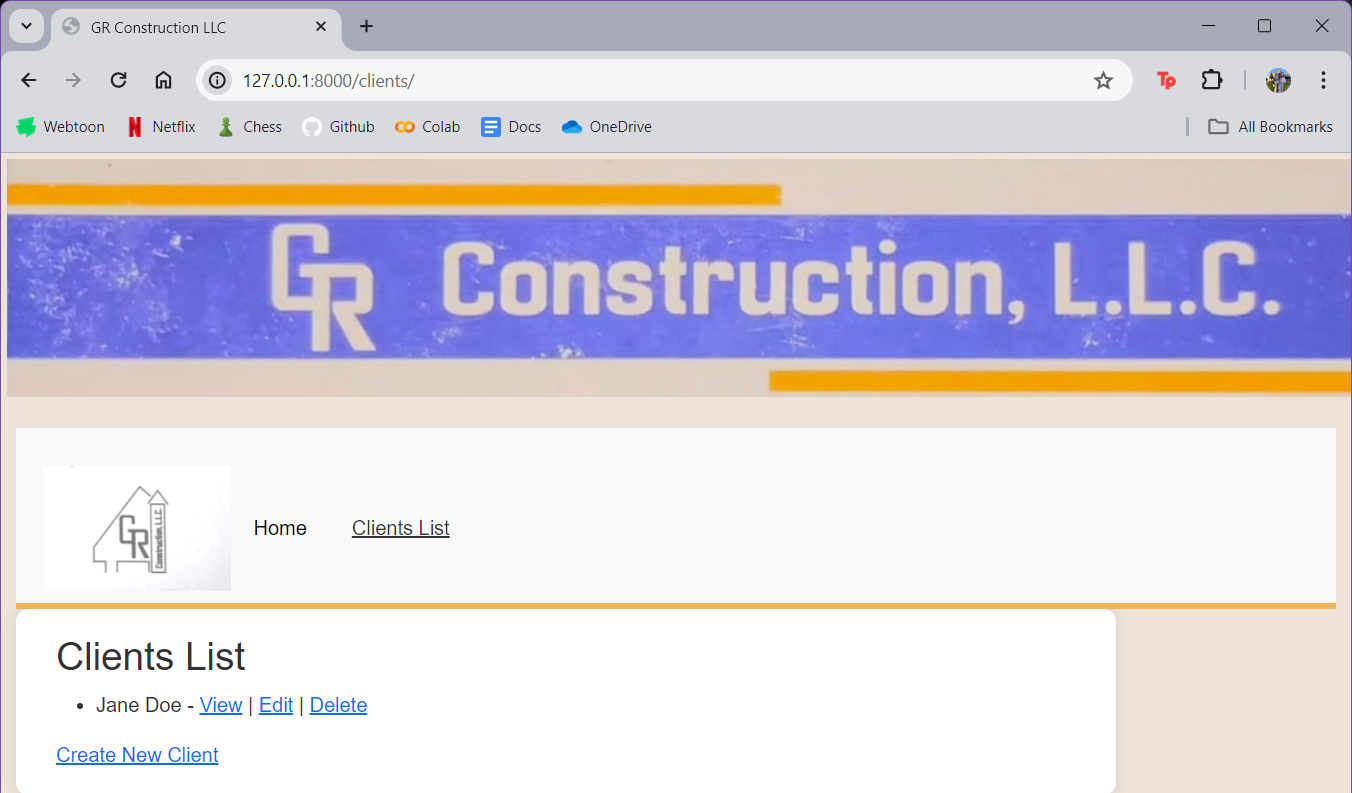 GR Construction LLC
127.0.0.1:8000/clients/
Webtoon Netflix Chess Github Colab Docs OneDrive All Bookmarks
GR Construction, L.L.C.
GR Construction, L.L.C. Home Clients List
Clients List
• Jane Doe - View | Edit | Delete
Create New Client